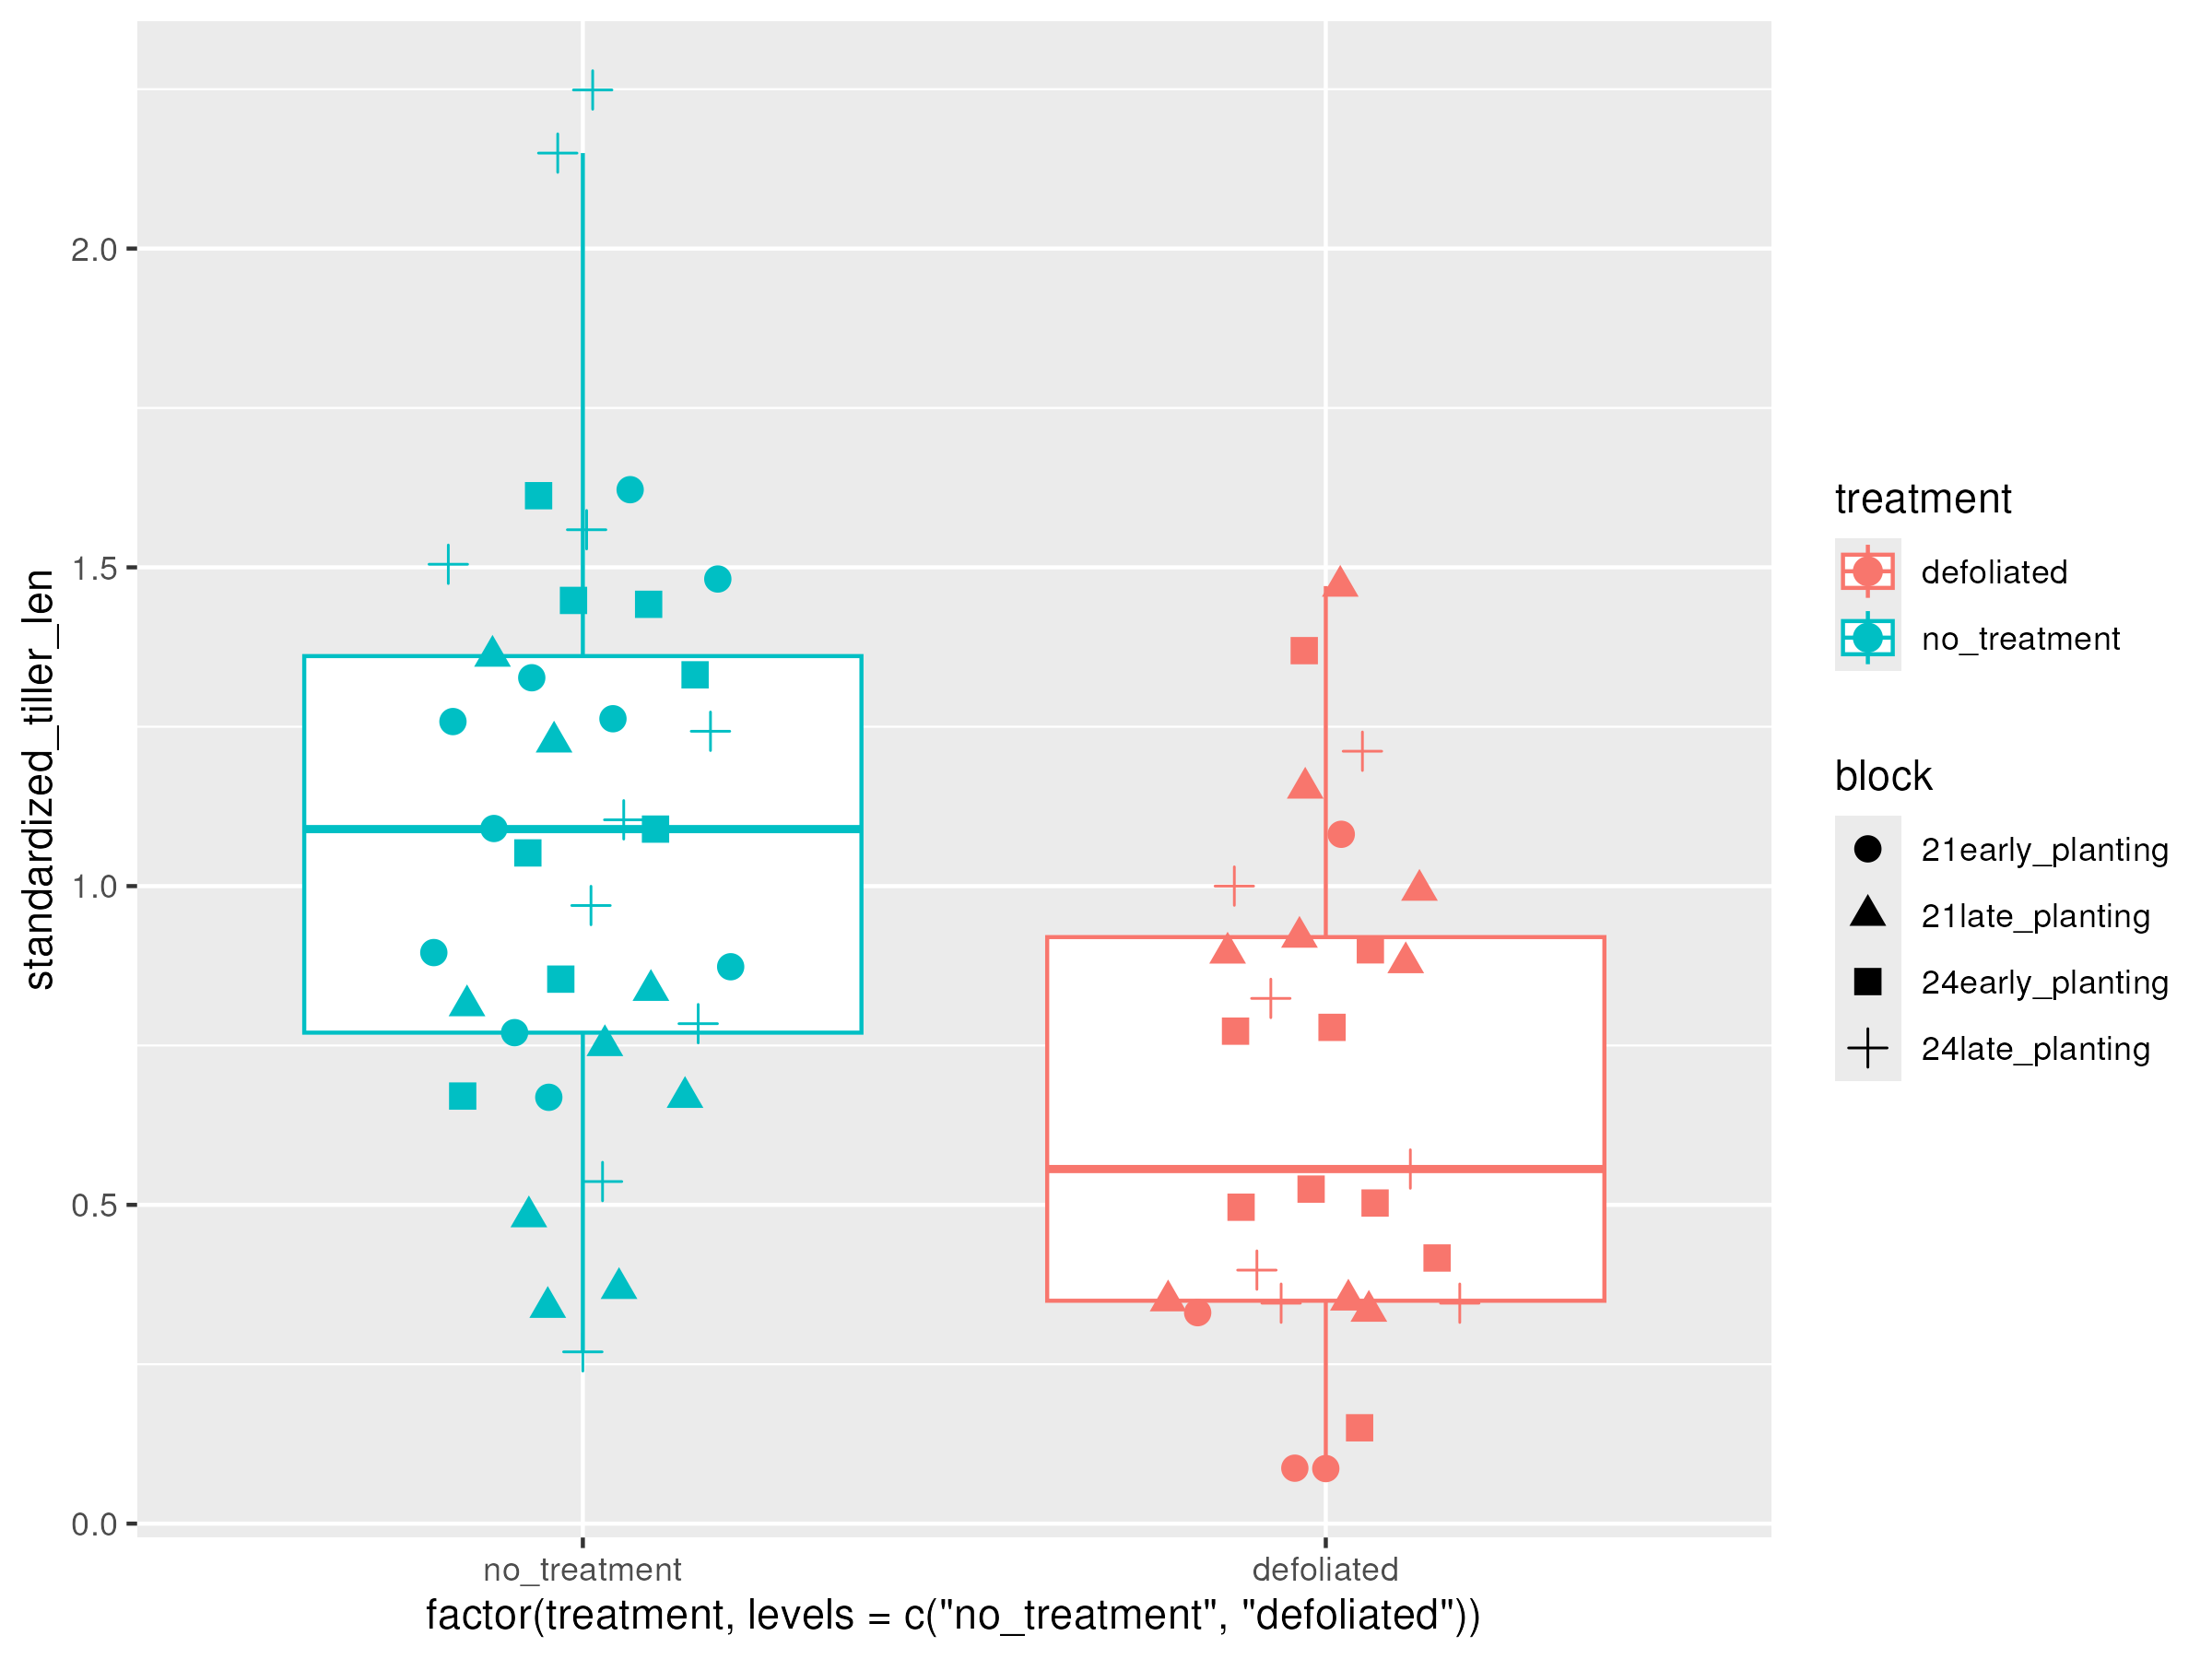 standardized_tiller_len
2.0
1.5
1.0
0.5
0.0
no_treatment
defoliated
factor(treatment, levels = c("no_treatment", "defoliated"))
treatment
defoliated
no_treatment
block
21early_planting
21late_planting
24early_planting
24late_planting